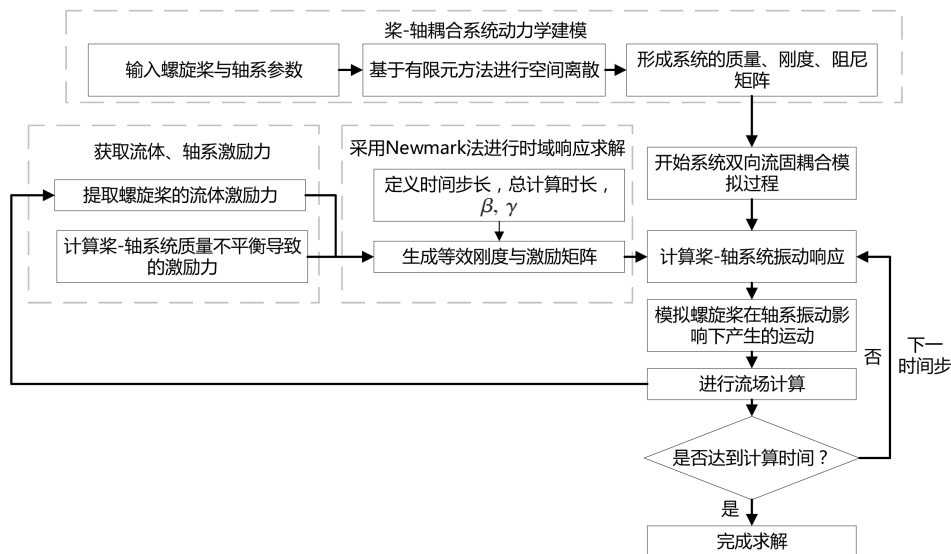 桨-轴耦合系统动力学建模
输入螺旋桨与轴系参数
基于有限元方法进行空间离散
形成系统的质量、刚度、阻尼
矩阵
获取流体、轴系激励力
提取螺旋桨的流体激励力
计算桨-轴系统质量不平衡导致
的激励力
采用Newmark法进行时域响应求解
定义时间步长，总计算时长，
β, γ
生成等效刚度与激励矩阵
开始系统双向流固耦合模
拟过程
计算桨-轴系统振动响应
模拟螺旋桨在轴系振动影
响下产生的运动
进行流场计算
是否达到计算时间？
否
下一
时间步
是
完成求解